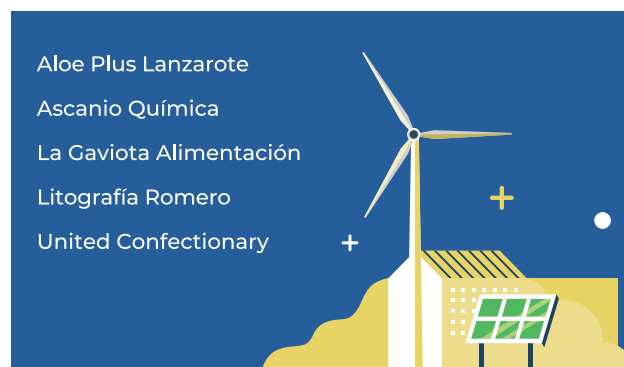 Aloe Plus Lanzarote
Ascanio Química
La Gaviota Alimentación
Litografía Romero
United Confectionary